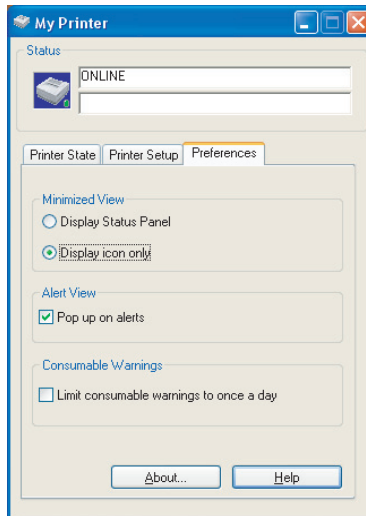 My Printer
Status
ONLINE
Printer State Printer Setup Preferences
Minimized View
Display Status Panel
Display icon only
Alert View
Pop up on alerts
Consumable Warnings
Limit consumable warnings to once a day
About... Help